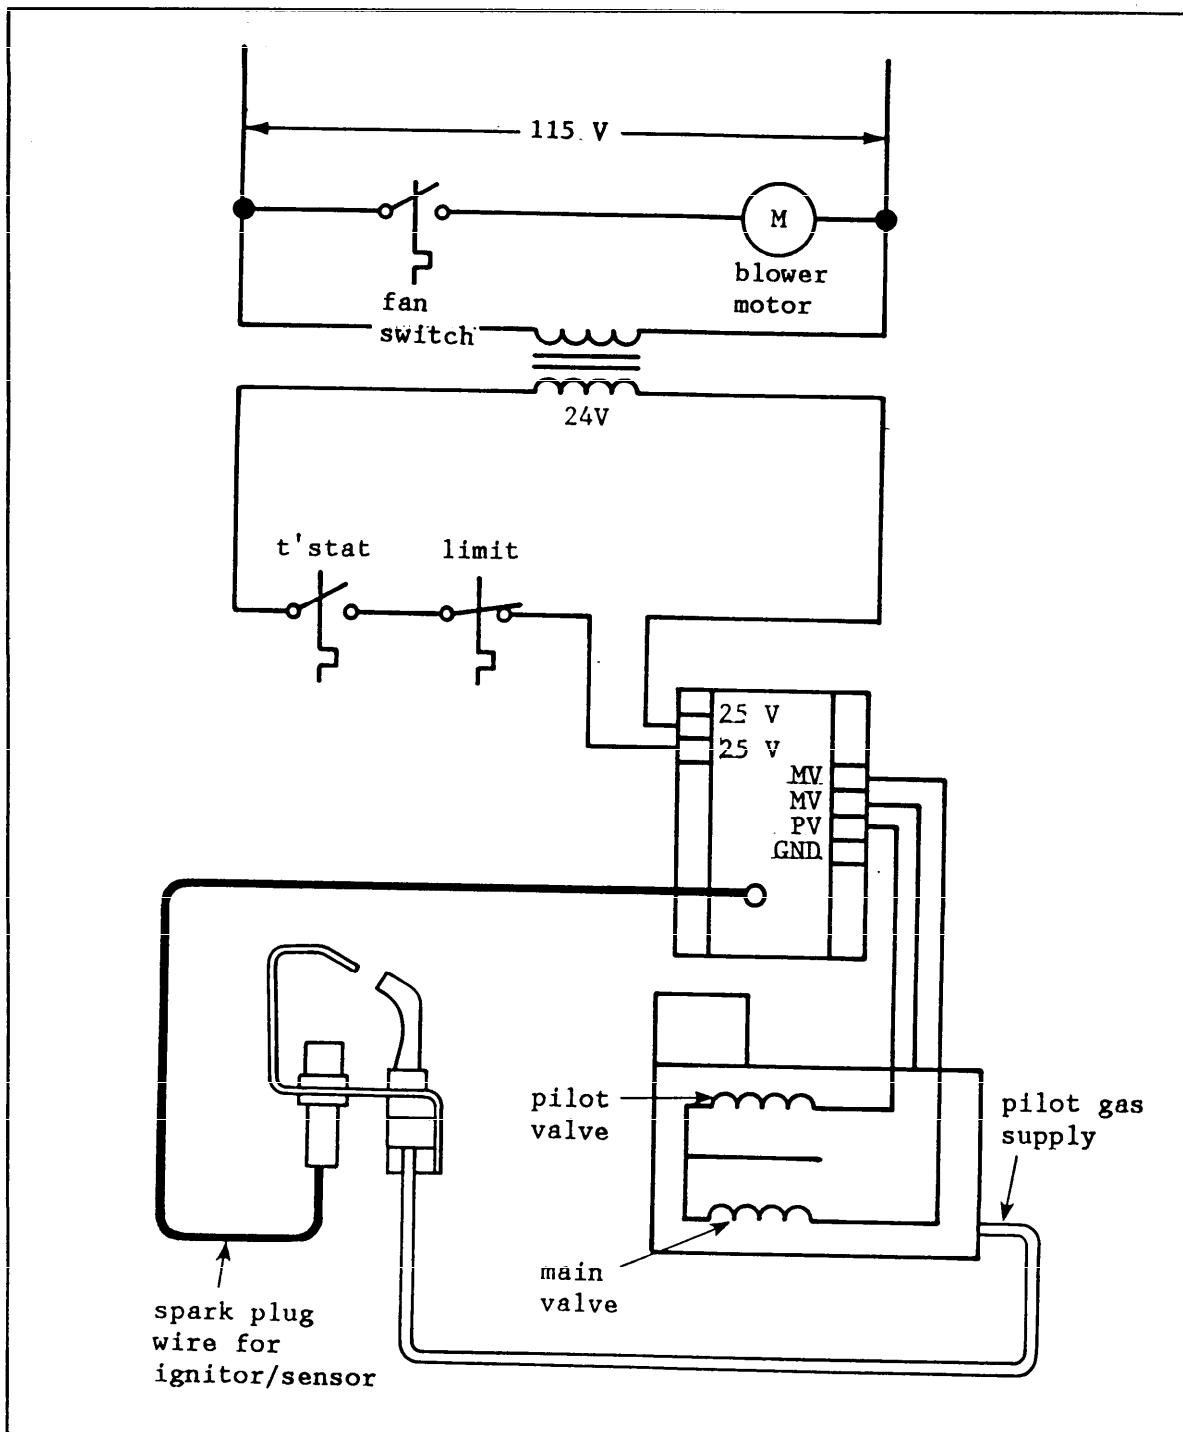 115 V
M
blower
motor
fan
switch
24V
t'stat
limit
25 V
25 V
MV
MV
PV
GND
pilot
valve
pilot gas
supply
main
valve
spark plug
wire for
ignitor/sensor